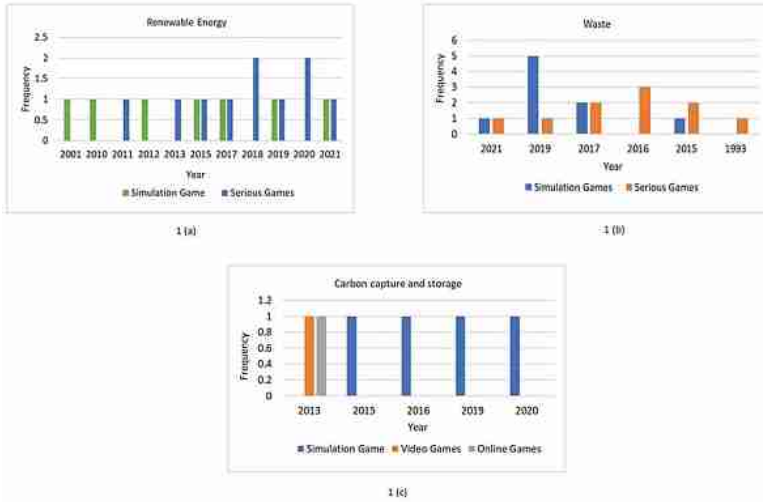 Renewable Energy
2.5
2
1.5
1
0.5
0
Frequency
2001 2010 2011 2012 2013 2015 2017 2018 2019 2020 2021
Year
Simulation Game Serious Games
1 (a)
Waste
6
5
4
3
2
1
0
Frequency
2021 2019 2017 2016 2015 1993
Year
Simulation Games Serious Games
1 (b)
Carbon capture and storage
1.2
1
0.8
0.6
0.4
0.2
0
Frequency
2013 2015 2016 2019 2020
Year
Simulation Game Video Games Online Games
1 (c)